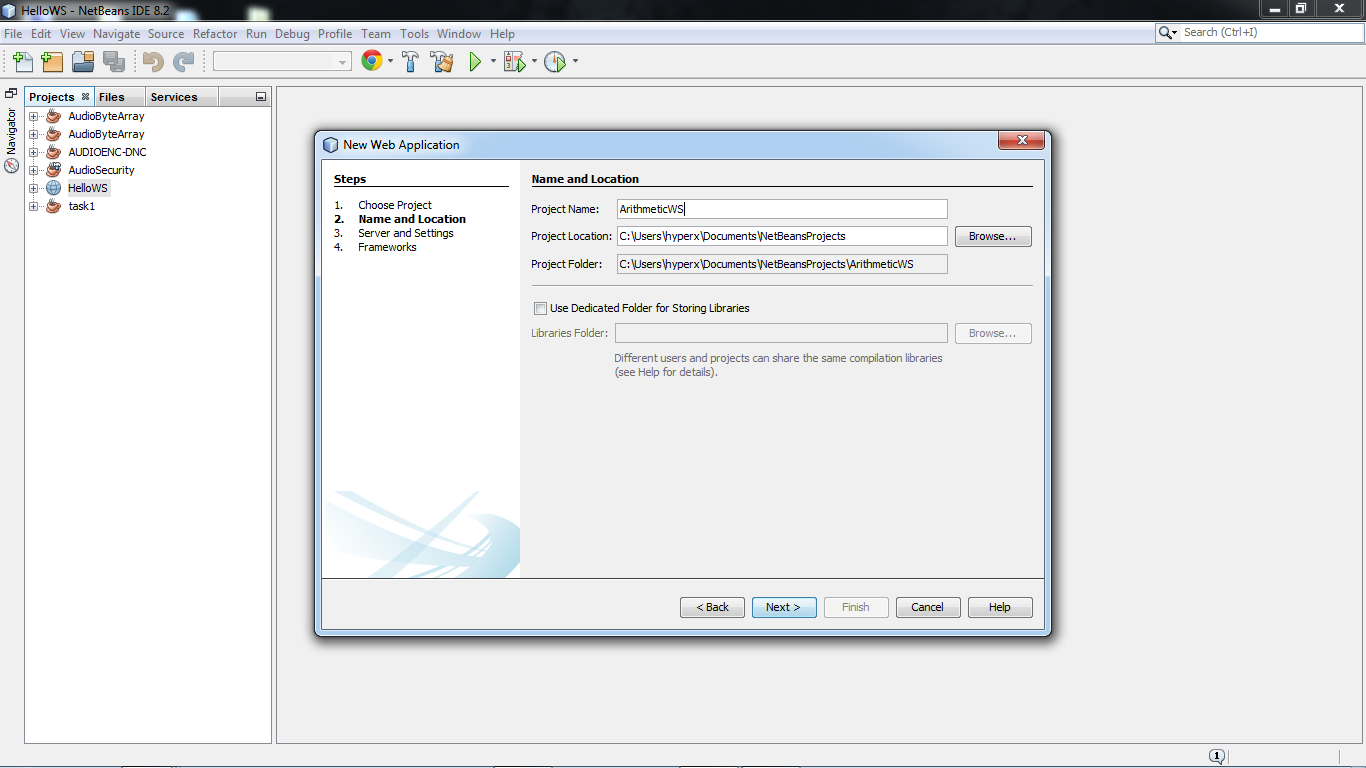 HelloWS - NetBeans IDE 8.2
File Edit View Navigate Source Refactor Run Debug Profile Team Tools Window Help
Search (Ctrl+I)
Projects Files Services
Navigator
AudioByteArray
AudioByteArray
AUDIOENC-DNC
AudioSecurity
HelloWS
task1
New Web Application
Steps
1. Choose Project
2. Name and Location
3. Server and Settings
4. Frameworks
Name and Location
Project Name: ArithmeticWS
Project Location: C:\Users\hyperx\Documents\NetBeansProjects Browse...
Project Folder: C:\Users\hyperx\Documents\NetBeansProjects\ArithmeticWS
Use Dedicated Folder for Storing Libraries
Libraries Folder: Browse...
Different users and projects can share the same compilation libraries
(see Help for details).
< Back Next > Finish Cancel Help
1